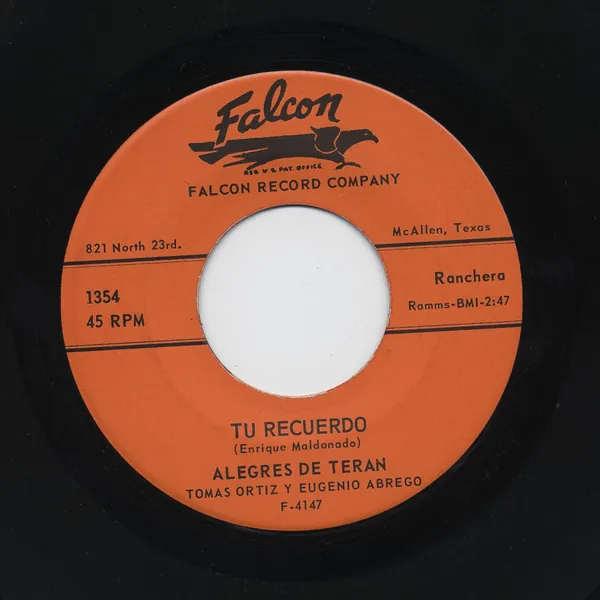 Falcon
REG U S PAT. OFFICE
FALCON RECORD COMPANY
821 North 23rd.
McAllen, Texas
1354
45 RPM
Ranchera
Ramms-BMI-2:47
TU RECUERDO
(Enrique Maldonado)
ALEGRES DE TERAN
TOMAS ORTIZ Y EUGENIO ABREGO
F-4147